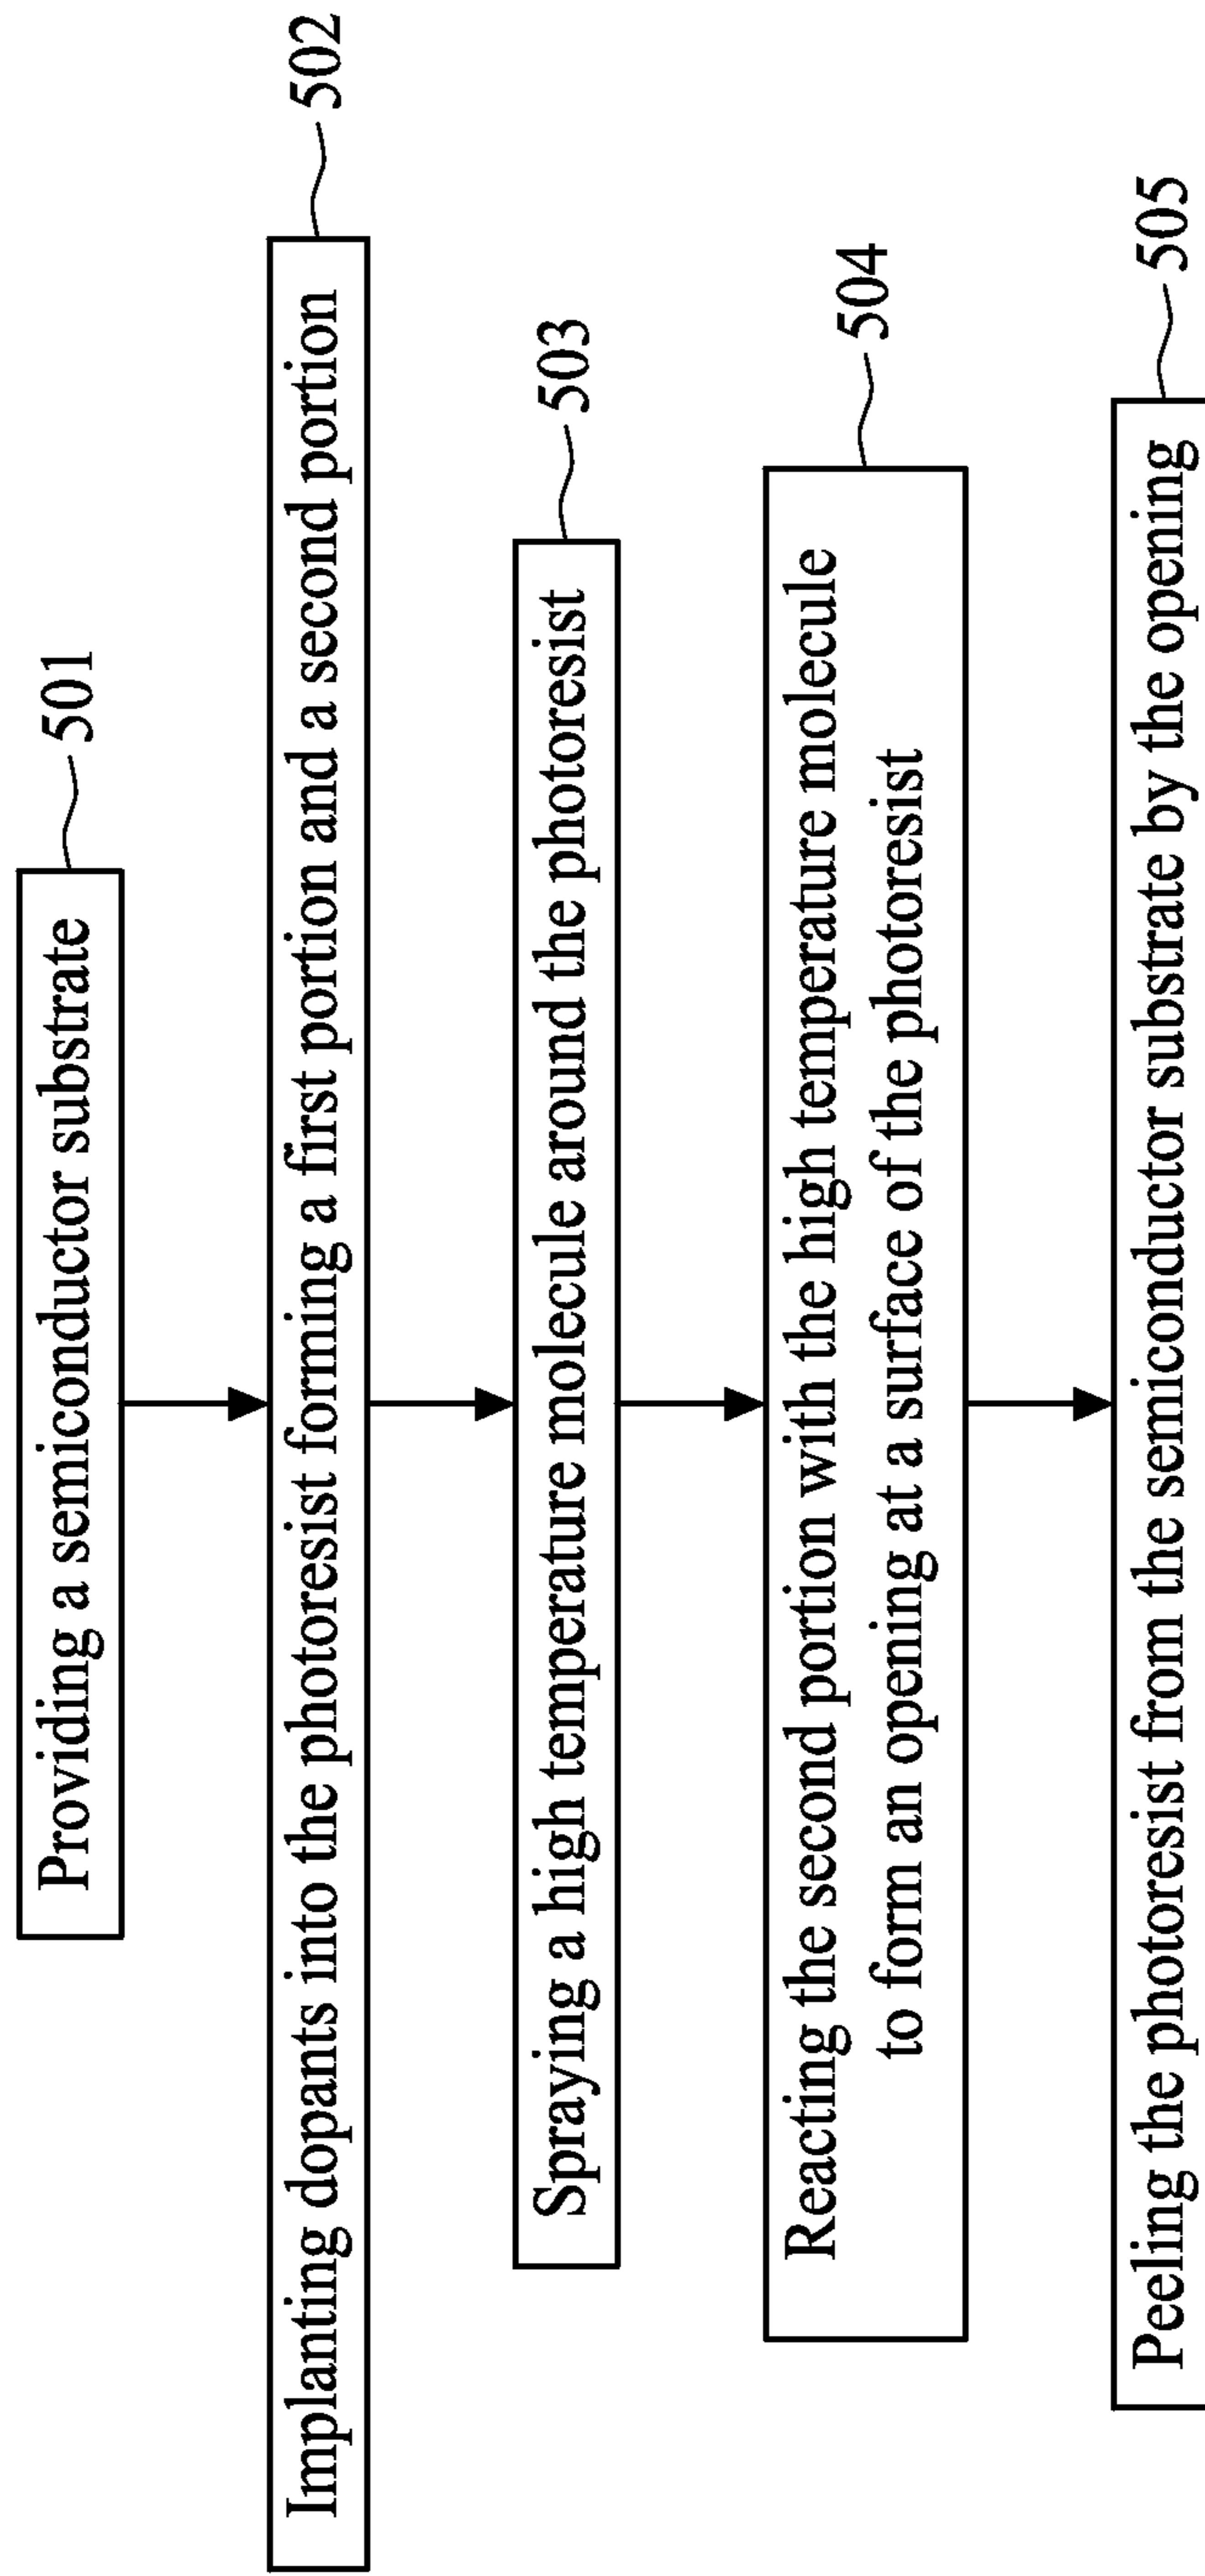 Providing a semiconductor substrate
501
Implanting dopants into the photoresist forming a first portion and a second portion
502
Spraying a high temperature molecule around the photoresist
503
Reacting the second portion with the high temperature molecule
to form an opening at a surface of the photoresist
504
Peeling the photoresist from the semiconductor substrate by the opening
505